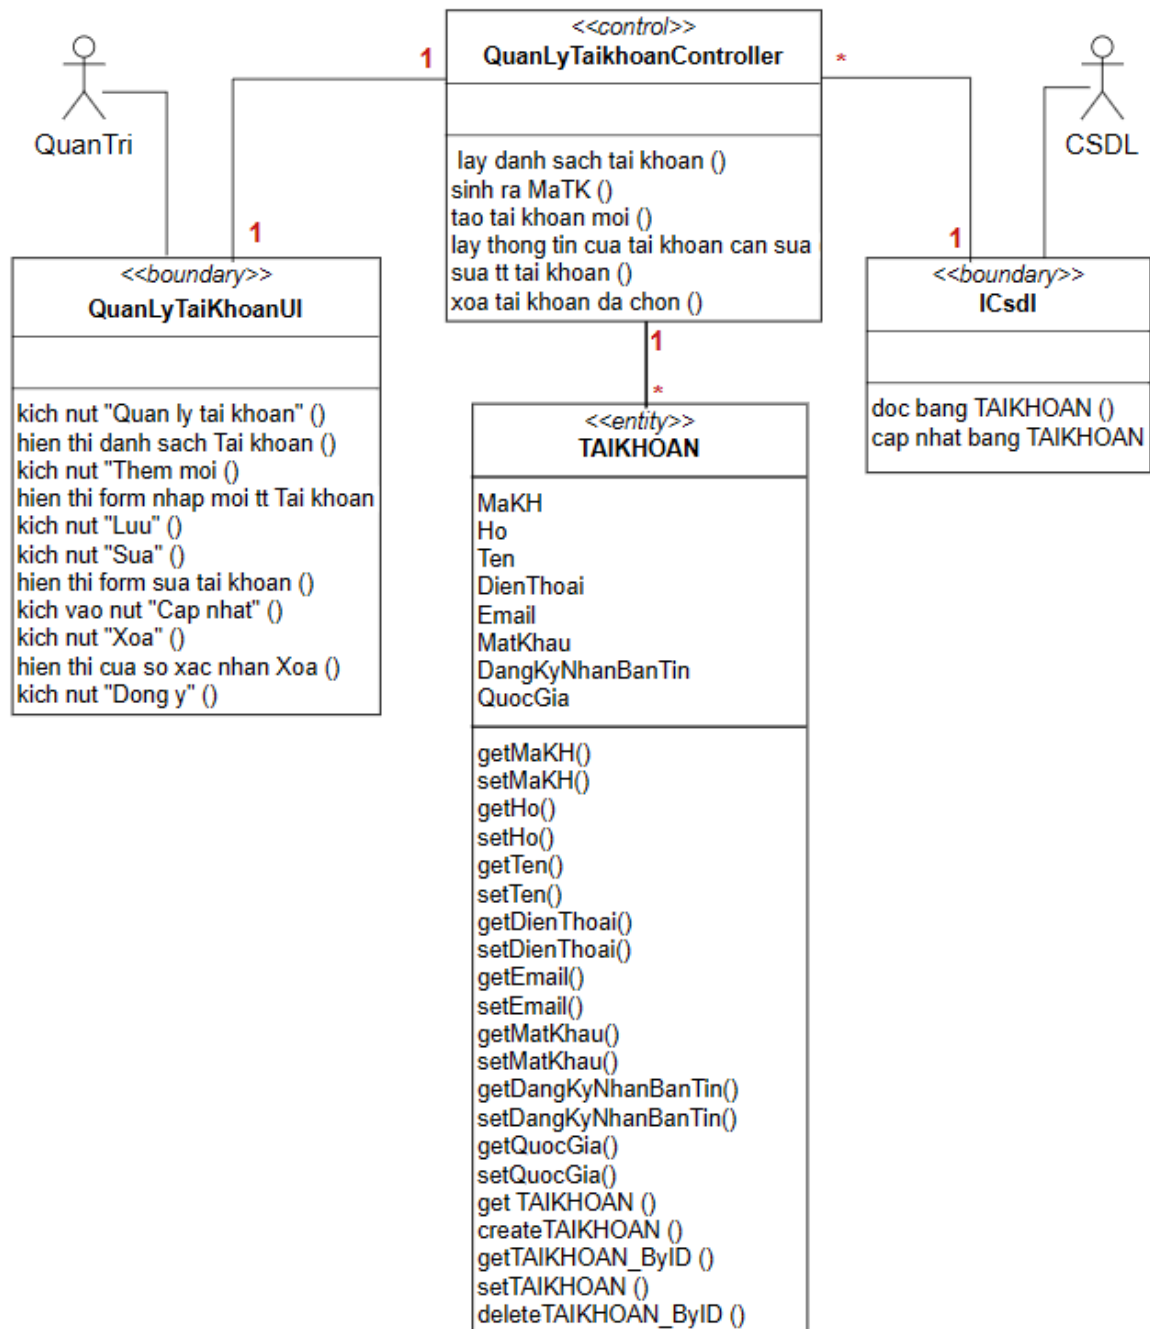 <<control>>
QuanLyTaikhoanController
lay danh sach tai khoan ()
sinh ra MaTK ()
tao tai khoan moi ()
lay thong tin cua tai khoan can sua (
sua tt tai khoan ()
xoa tai khoan da chon ()
1
*
QuanTri
CSDL
1
1
<<boundary>>
QuanLyTaiKhoanUI
kich nut "Quan ly tai khoan" ()
hien thi danh sach Tai khoan ()
kich nut "Them moi ()
hien thi form nhap moi tt Tai khoan
kich nut "Luu" ()
kich nut "Sua" ()
hien thi form sua tai khoan ()
kich vao nut "Cap nhat" ()
kich nut "Xoa" ()
hien thi cua so xac nhan Xoa ()
kich nut "Dong y" ()
<<boundary>>
ICsdl
doc bang TAIKHOAN ()
cap nhat bang TAIKHOAN
1
*
<<entity>>
TAIKHOAN
MaKH
Ho
Ten
DienThoai
Email
MatKhau
DangKyNhanBanTin
QuocGia
getMaKH()
setMaKH()
getHo()
setHo()
getTen()
setTen()
getDienThoai()
setDienThoai()
getEmail()
setEmail()
getMatKhau()
setMatKhau()
getDangKyNhanBanTin()
setDangKyNhanBanTin()
getQuocGia()
setQuocGia()
get TAIKHOAN ()
createTAIKHOAN ()
getTAIKHOAN_ByID ()
setTAIKHOAN ()
deleteTAIKHOAN_ByID ()